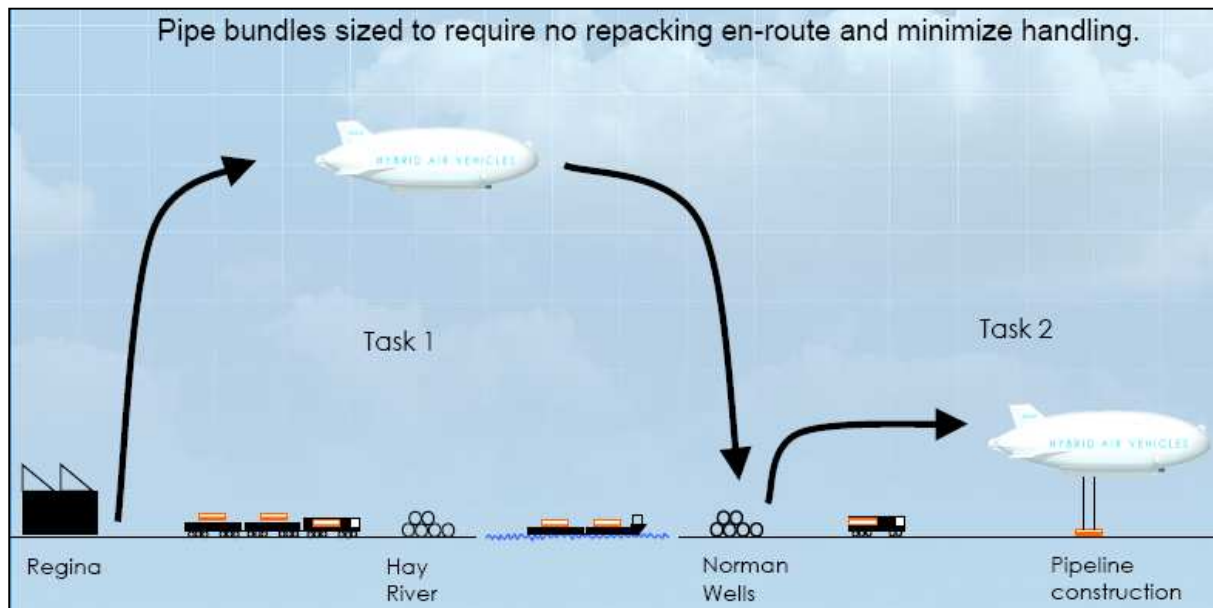 Pipe bundles sized to require no repacking en-route and minimize handling.
HYBRID AIR VEHICLES
Task 1
Task 2
HYBRID AIR VEHICLES
Regina
Hay
River
Norman
Wells
Pipeline
construction